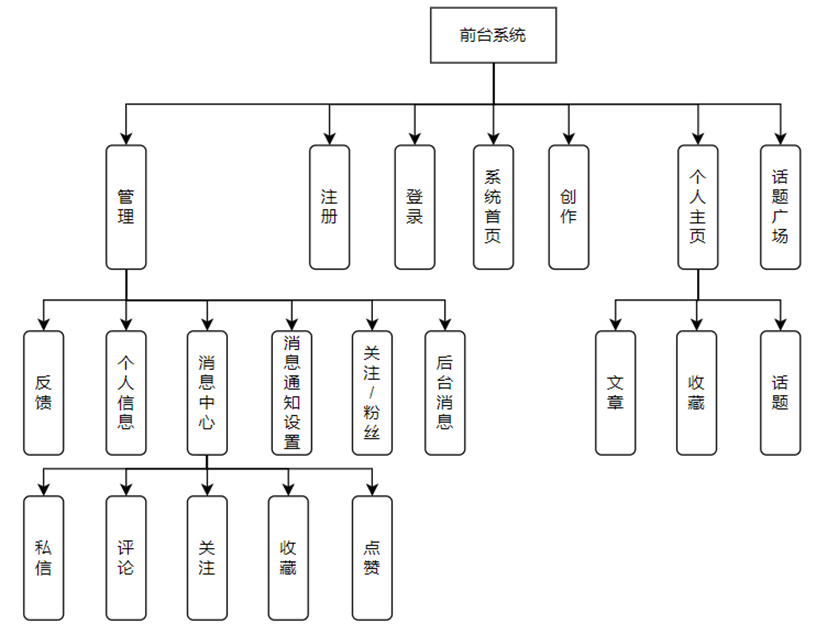 前台系统
管理
注册
登录
系统首页
创作
个人主页
话题广场
反馈
个人信息
消息中心
消息通知设置
关注/粉丝
后台消息
文章
收藏
话题
私信
评论
关注
收藏
点赞